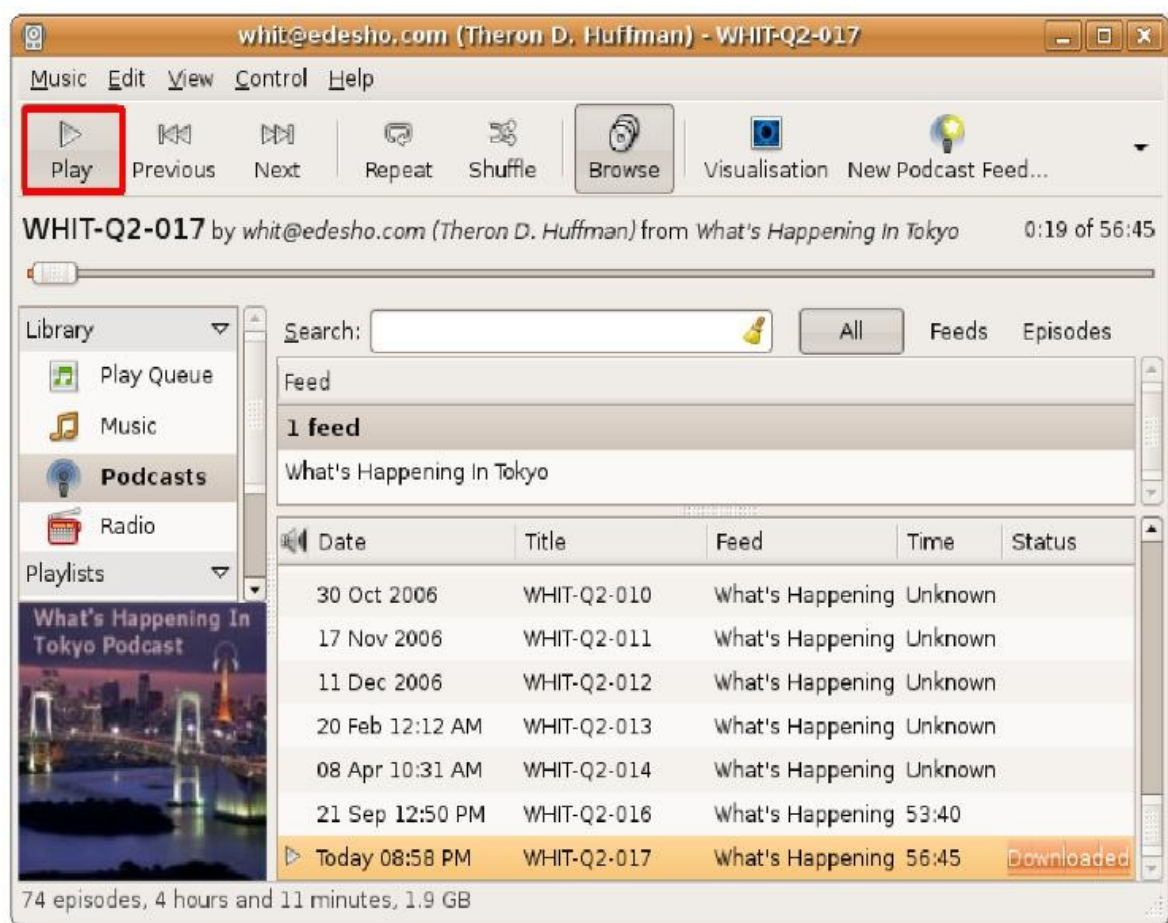 whit@edesho.com (Theron D. Huffman) - WHIT-Q2-017
Music Edit View Control Help
Play Previous Next Repeat Shuffle Browse Visualisation New Podcast Feed...
WHIT-Q2-017 by whit@edesho.com (Theron D. Huffman) from What's Happening In Tokyo 0:19 of 56:45
Library
Play Queue
Music
Podcasts
Radio
Playlists
What's Happening In
Tokyo Podcast
Search: All Feeds Episodes
Feed
1 feed
What's Happening In Tokyo
Date Title Feed Time Status
30 Oct 2006 WHIT-Q2-010 What's Happening Unknown
17 Nov 2006 WHIT-Q2-011 What's Happening Unknown
11 Dec 2006 WHIT-Q2-012 What's Happening Unknown
20 Feb 12:12 AM WHIT-Q2-013 What's Happening Unknown
08 Apr 10:31 AM WHIT-Q2-014 What's Happening Unknown
21 Sep 12:50 PM WHIT-Q2-016 What's Happening 53:40
Today 08:58 PM WHIT-Q2-017 What's Happening 56:45 Downloaded
74 episodes, 4 hours and 11 minutes, 1.9 GB